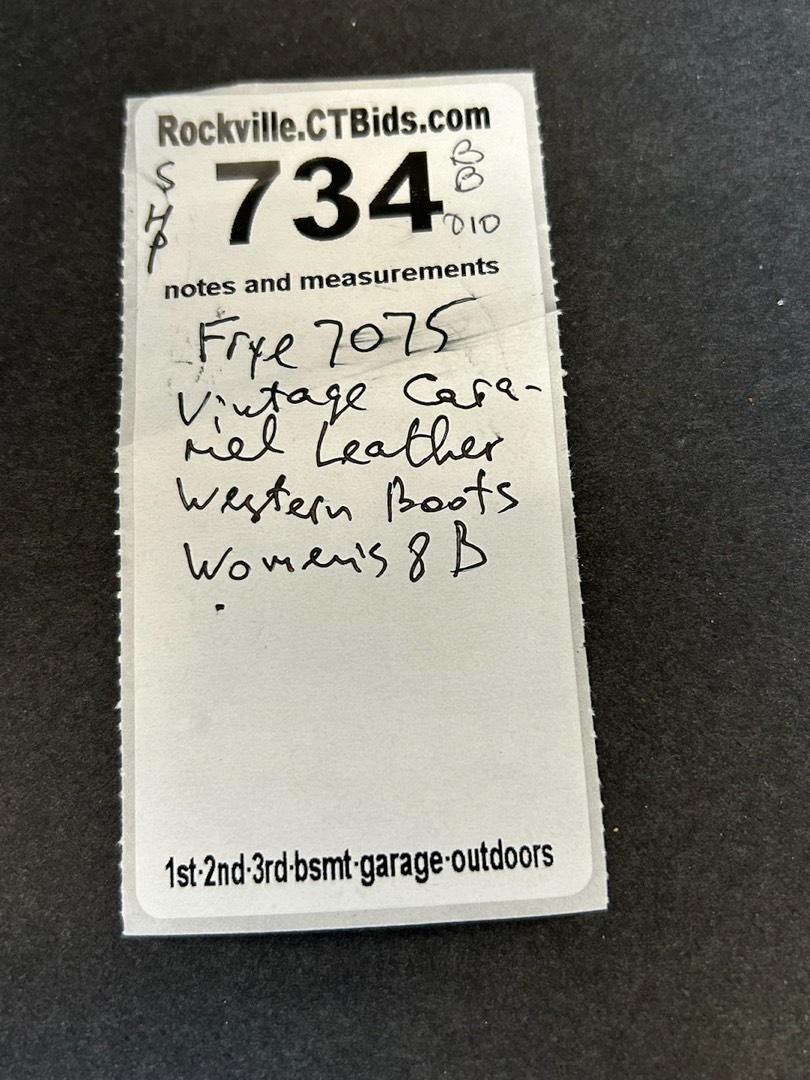 Rockville.CTBids.com
S
H
P
734
B
B
010
notes and measurements
Frye 7075
Vintage Cara-
mel Leather
Western Boots
Women's 8 B
1st·2nd·3rd·bsmt·garage·outdoors